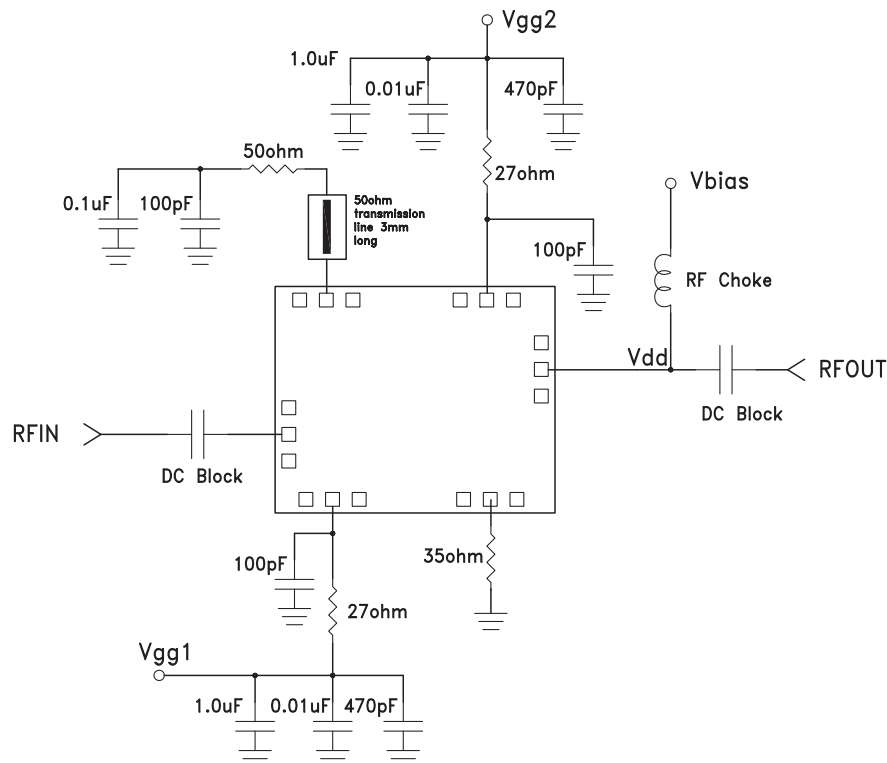 Vgg2
1.0uF
0.01uF
470pF
50ohm
27ohm
Vbias
0.1uF
100pF
50ohm
transmission
line 3mm
long
100pF
RF Choke
Vdd
RFOUT
DC Block
RFIN
DC Block
100pF
35ohm
27ohm
Vgg1
1.0uF
0.01uF
470pF